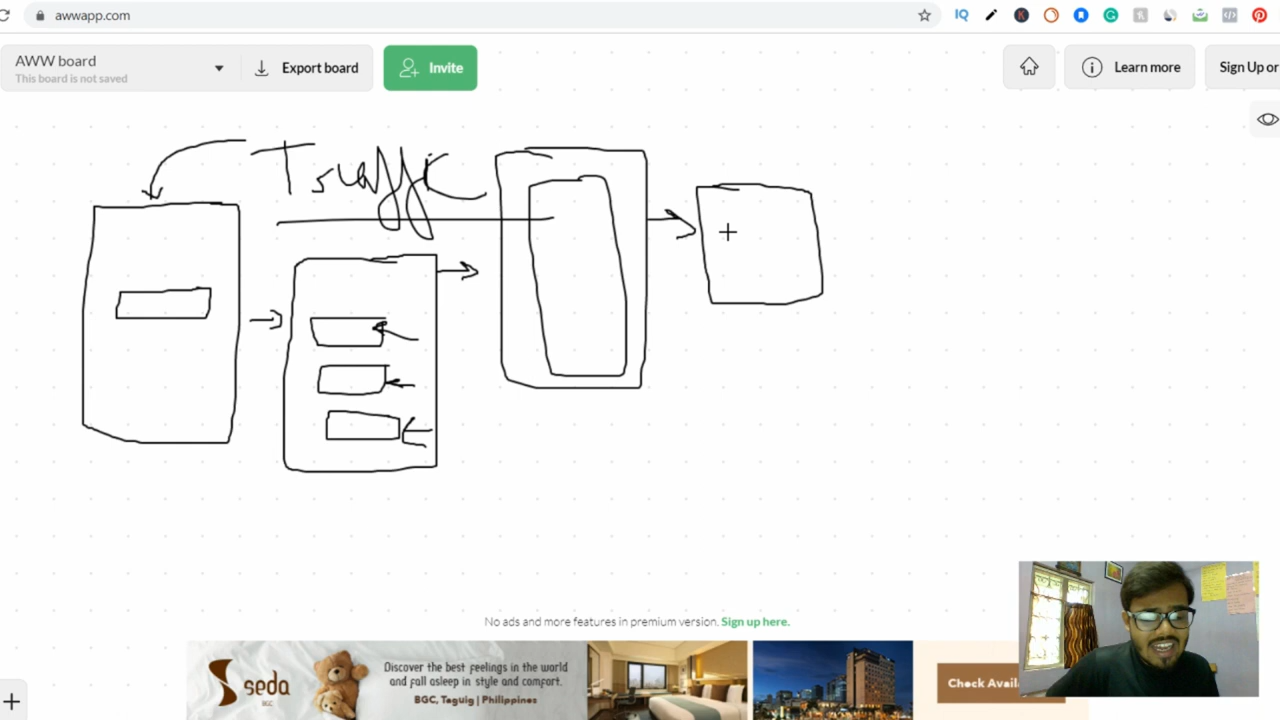 awwapp.com
IQ
K
AWW board
This board is not saved
Export board
Invite
Learn more
Sign Up or
Traffic
No ads and more features in premium version. Sign up here.
seda
BGC
Discover the best feelings in the world
and fall asleep in style and comfort.
BGC, Taguig | Philippines
Check Avail